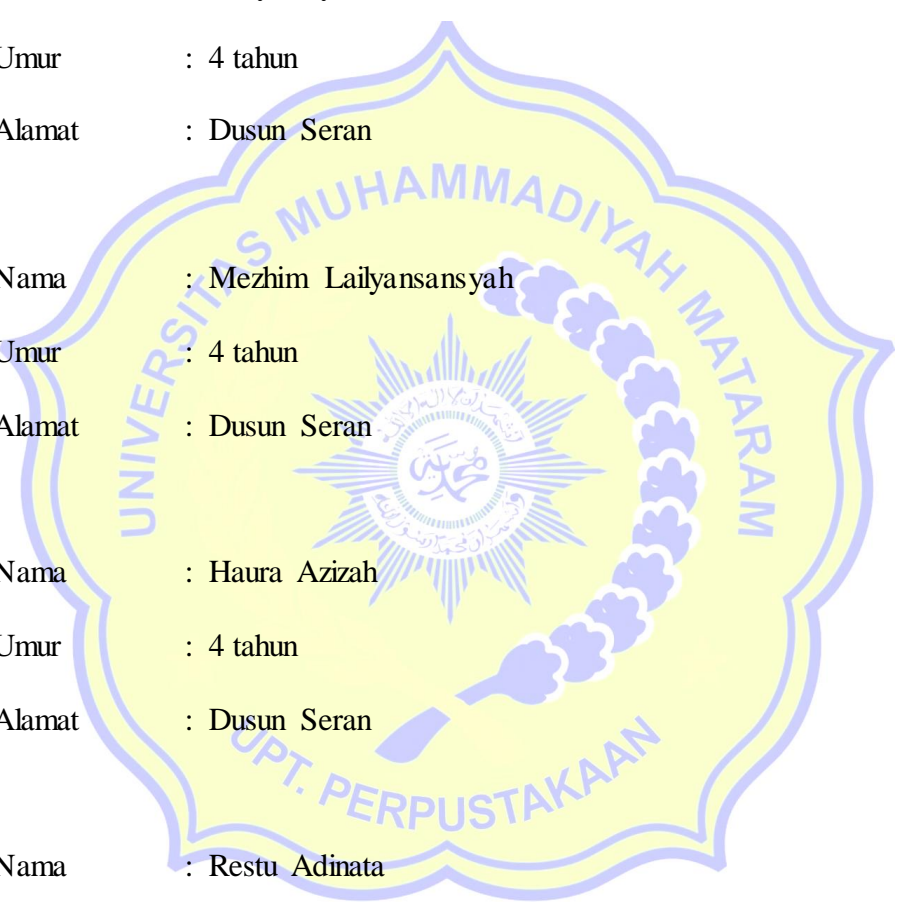 Umur : 4 tahun
Alamat : Dusun Seran
Nama : Mezhim Lailyansansyah
Umur : 4 tahun
Alamat : Dusun Seran
Nama : Haura Azizah
Umur : 4 tahun
Alamat : Dusun Seran
Nama : Restu Adinata
UNIVERSITAS MUHAMMADIYAH MATARAM
UPT. PERPUSTAKAAN